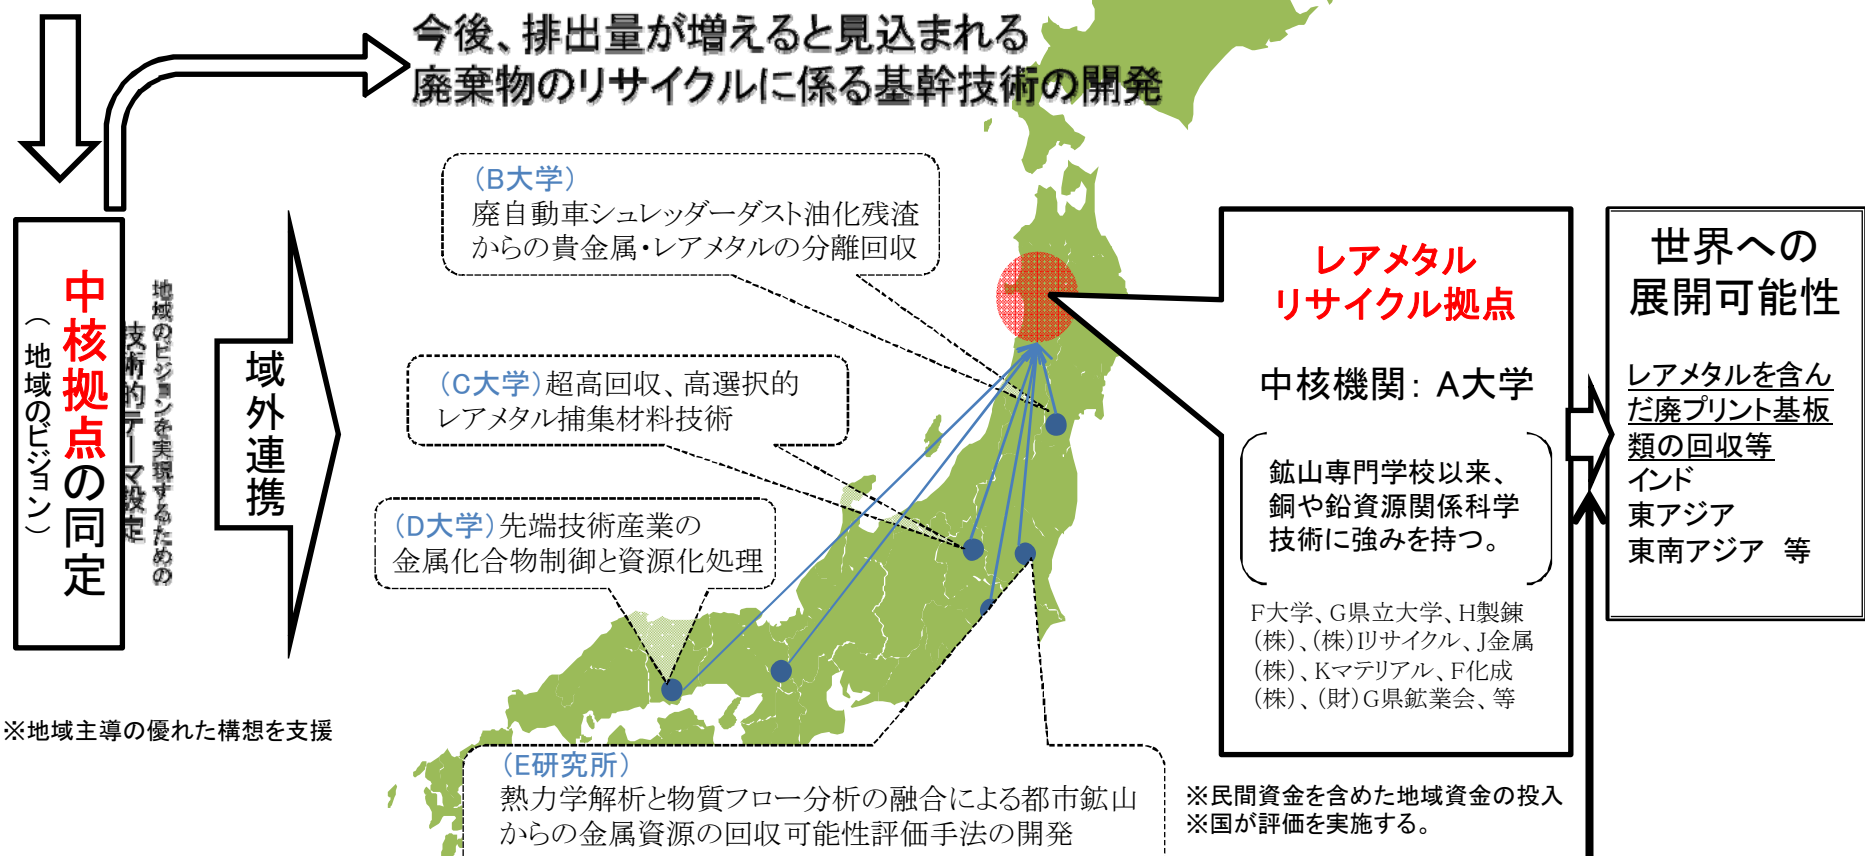 今後、排出量が増えると見込まれる
廃棄物のリサイクルに係る基幹技術の開発
中核拠点の同定
（地域のビジョン）
地域のビジョンを実現するための
技術的テーマ設定
域外連携
※地域主導の優れた構想を支援
（B大学）
廃自動車シュレッダーダスト油化残渣
からの貴金属・レアメタルの分離回収
（C大学）超高回収、高選択的
レアメタル捕集材料技術
（D大学）先端技術産業の
金属化合物制御と資源化処理
（E研究所）
熱力学解析と物質フロー分析の融合による都市鉱山
からの金属資源の回収可能性評価手法の開発
レアメタル
リサイクル拠点
中核機関：A大学
鉱山専門学校以来、
銅や鉛資源関係科学
技術に強みを持つ。
F大学、G県立大学、H製錬
（株）、（株）Iリサイクル、J金属
（株）、Kマテリアル、F化成
（株）、（財）G県鉱業会、等
※民間資金を含めた地域資金の投入
※国が評価を実施する。
世界への
展開可能性
レアメタルを含ん
だ廃プリント基板
類の回収等
インド
東アジア
東南アジア　等